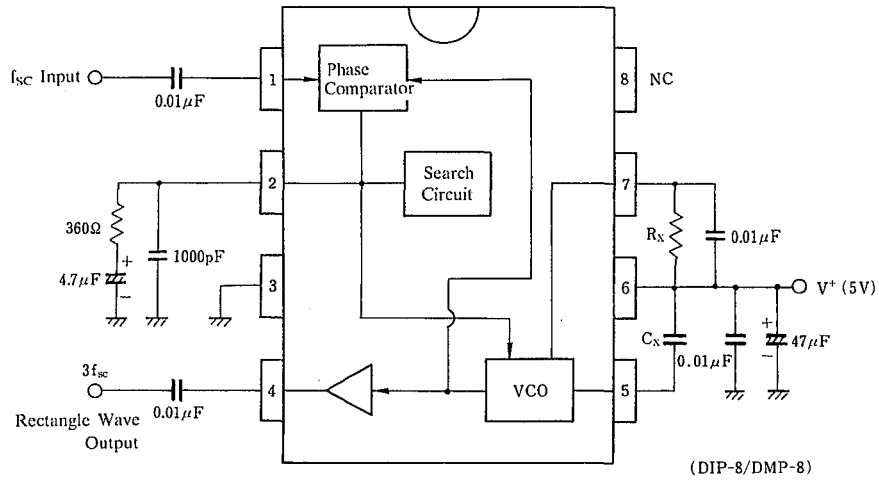 fSC Input
0.01μF
1
Phase
Comparator
8
NC
2
Search
Circuit
7
360Ω
4.7μF
+
−
1000pF
RX
0.01μF
3
6
V+ (5V)
CX
0.01μF
+
−
47μF
3fsc
0.01μF
4
VCO
5
Rectangle Wave
Output
(DIP-8/DMP-8)